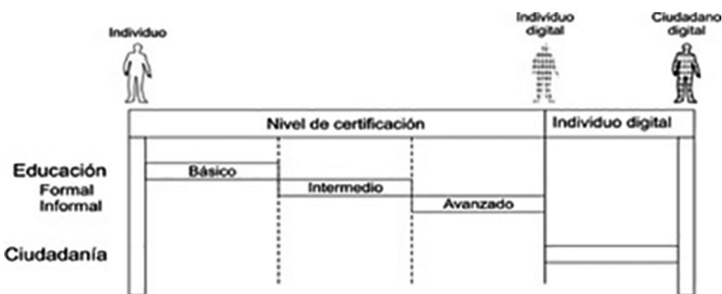 Individuo
Individuo
digital
Ciudadano
digital
Nivel de certificación
Individuo digital
Educación
Formal
Informal
Básico
Intermedio
Avanzado
Ciudadanía